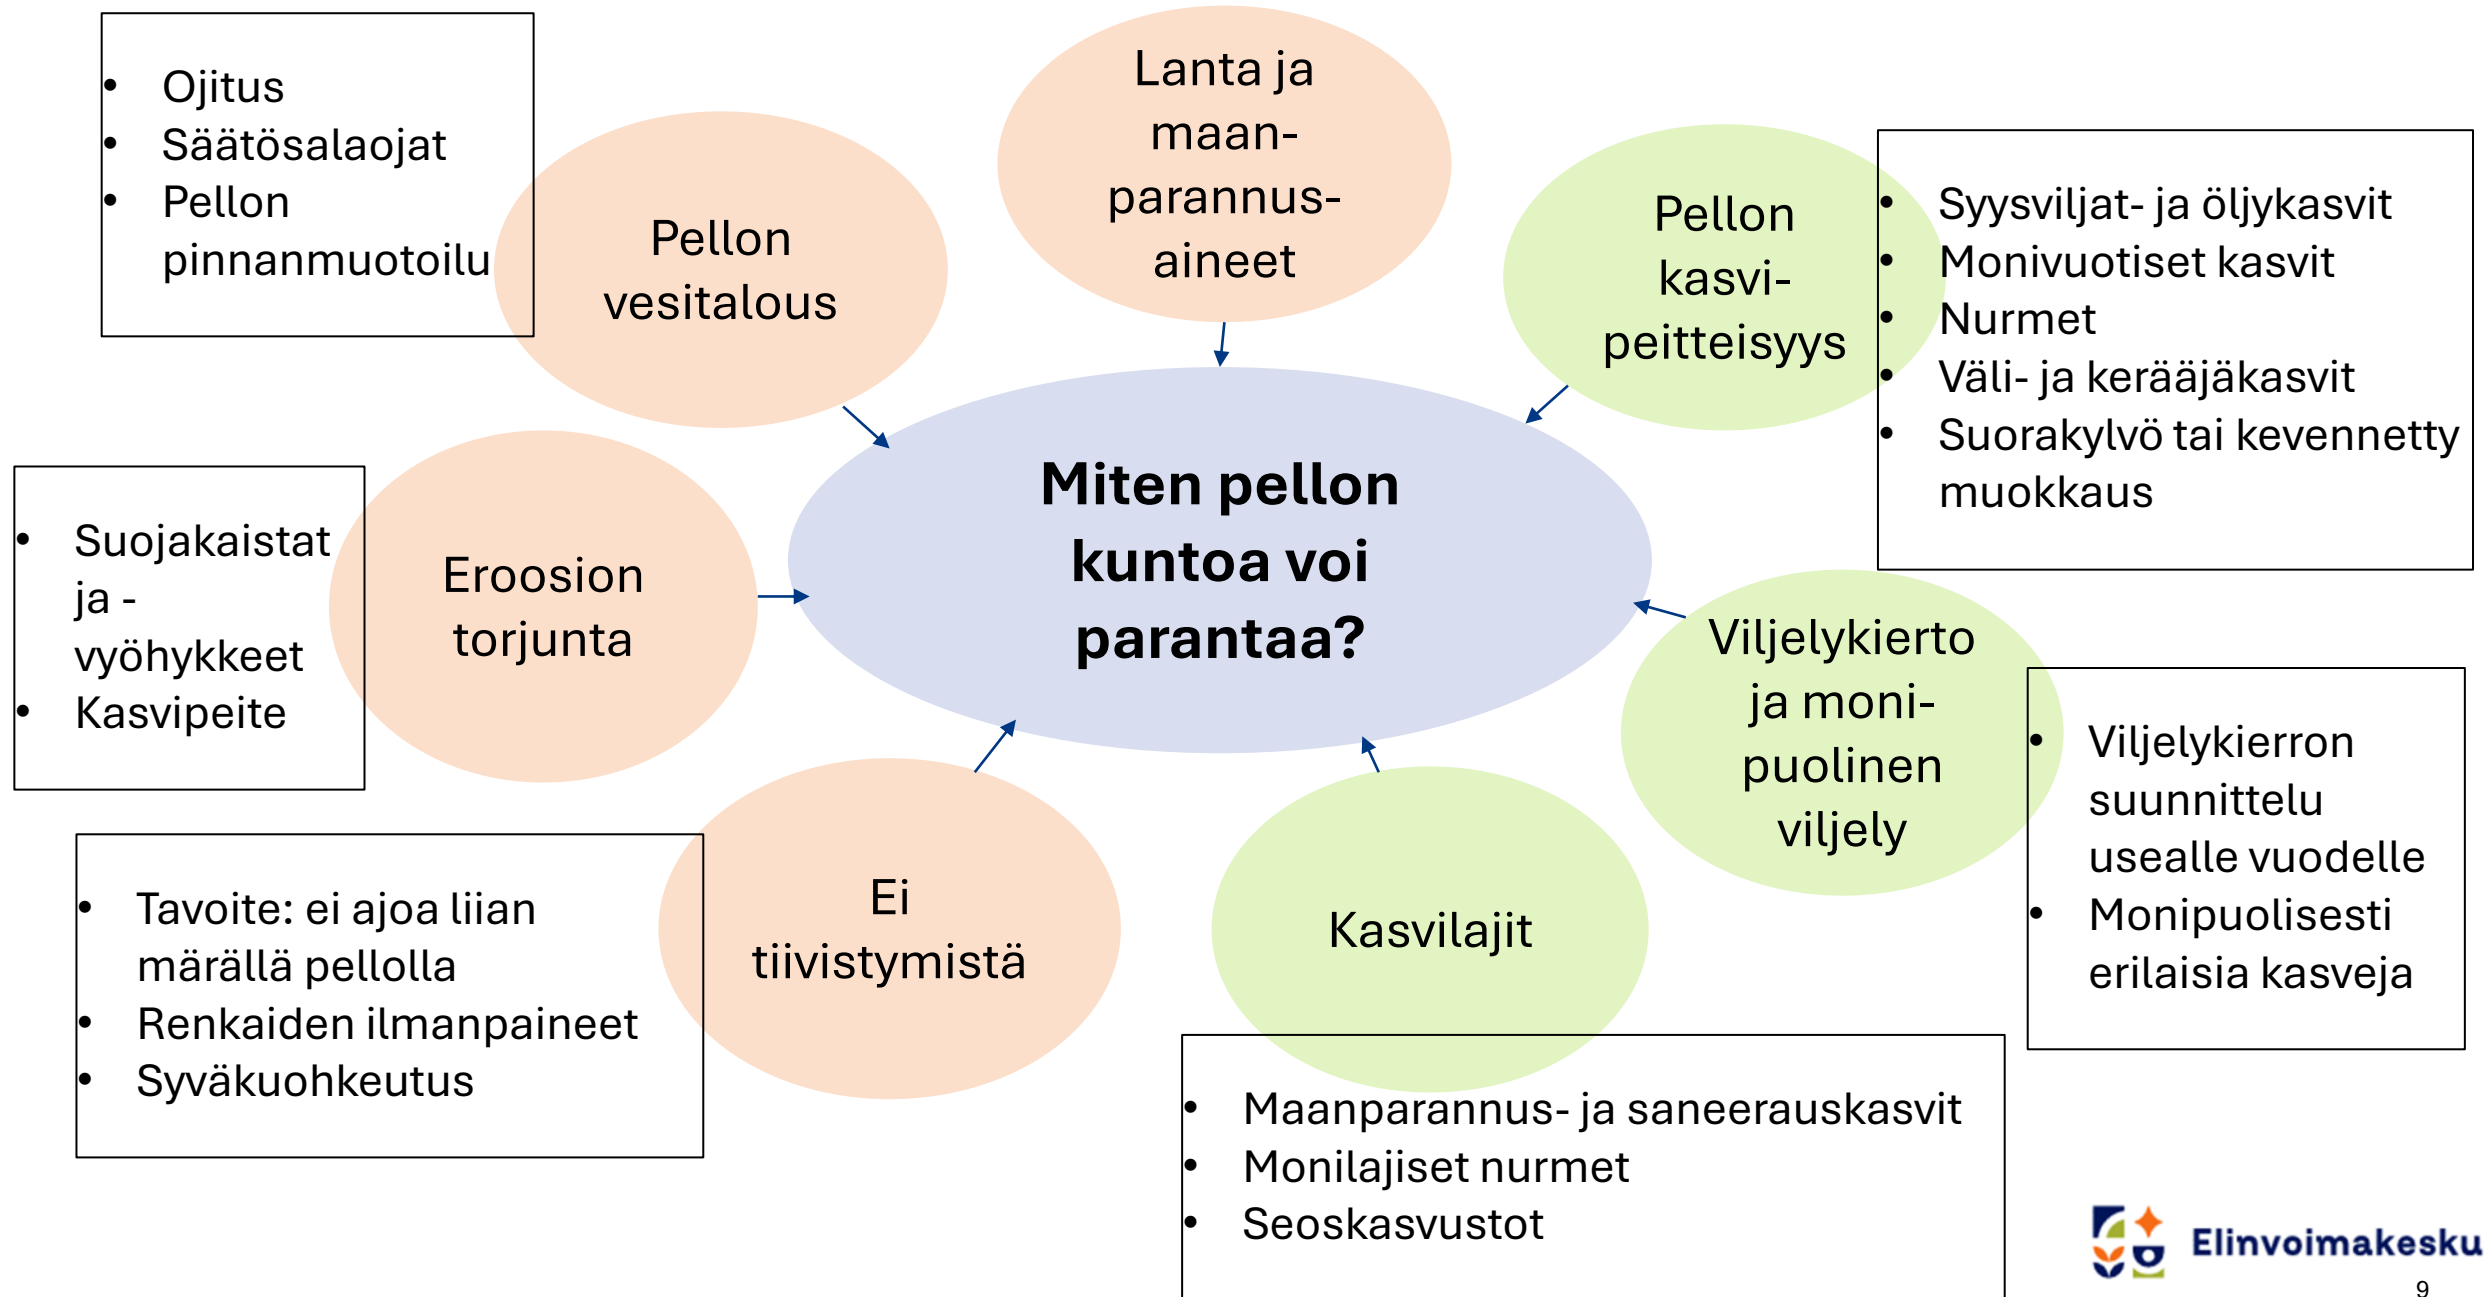 Ojitus
Säätösalaojat
Pellon
pinnanmuotoilu
Pellon
vesitalous
Lanta ja
maan-
parannus-
aineet
Pellon
kasvi-
peitteisyys
Syysviljat- ja öljykasvit
Monivuotiset kasvit
Nurmet
Väli- ja kerääjäkasvit
Suorakylvö tai kevennetty
muokkaus
Miten pellon
kuntoa voi
parantaa?
Suojakaistat
ja -
vyöhykkeet
Kasvipeite
Eroosion
torjunta
Viljelykierto
ja moni-
puolinen
viljely
Viljelykierron
suunnittelu
usealle vuodelle
Monipuolisesti
erilaisia kasveja
Tavoite: ei ajoa liian
märällä pellolla
Renkaiden ilmanpaineet
Syväkuohkeutus
Ei
tiivistymistä
Kasvilajit
Maanparannus- ja saneerauskasvit
Monilajiset nurmet
Seoskasvustot
Elinvoimakesku
9